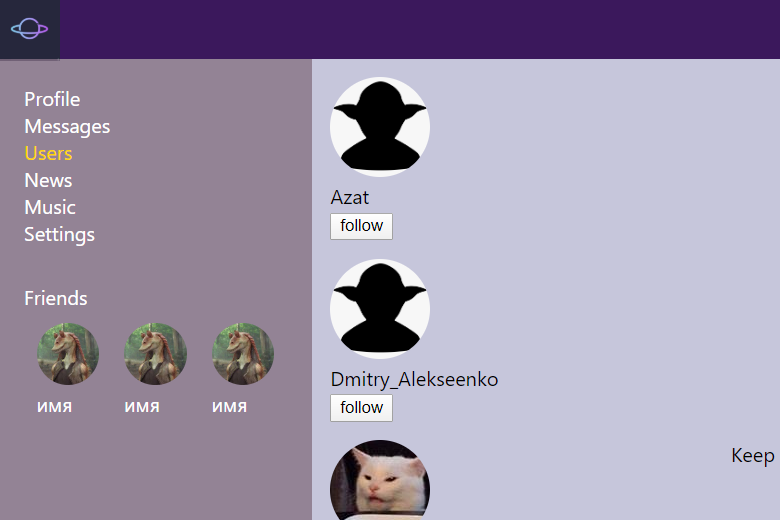 Profile
Messages
Users
News
Music
Settings
Friends
имя имя имя
Azat
follow
Dmitry_Alekseenko
follow
Keep